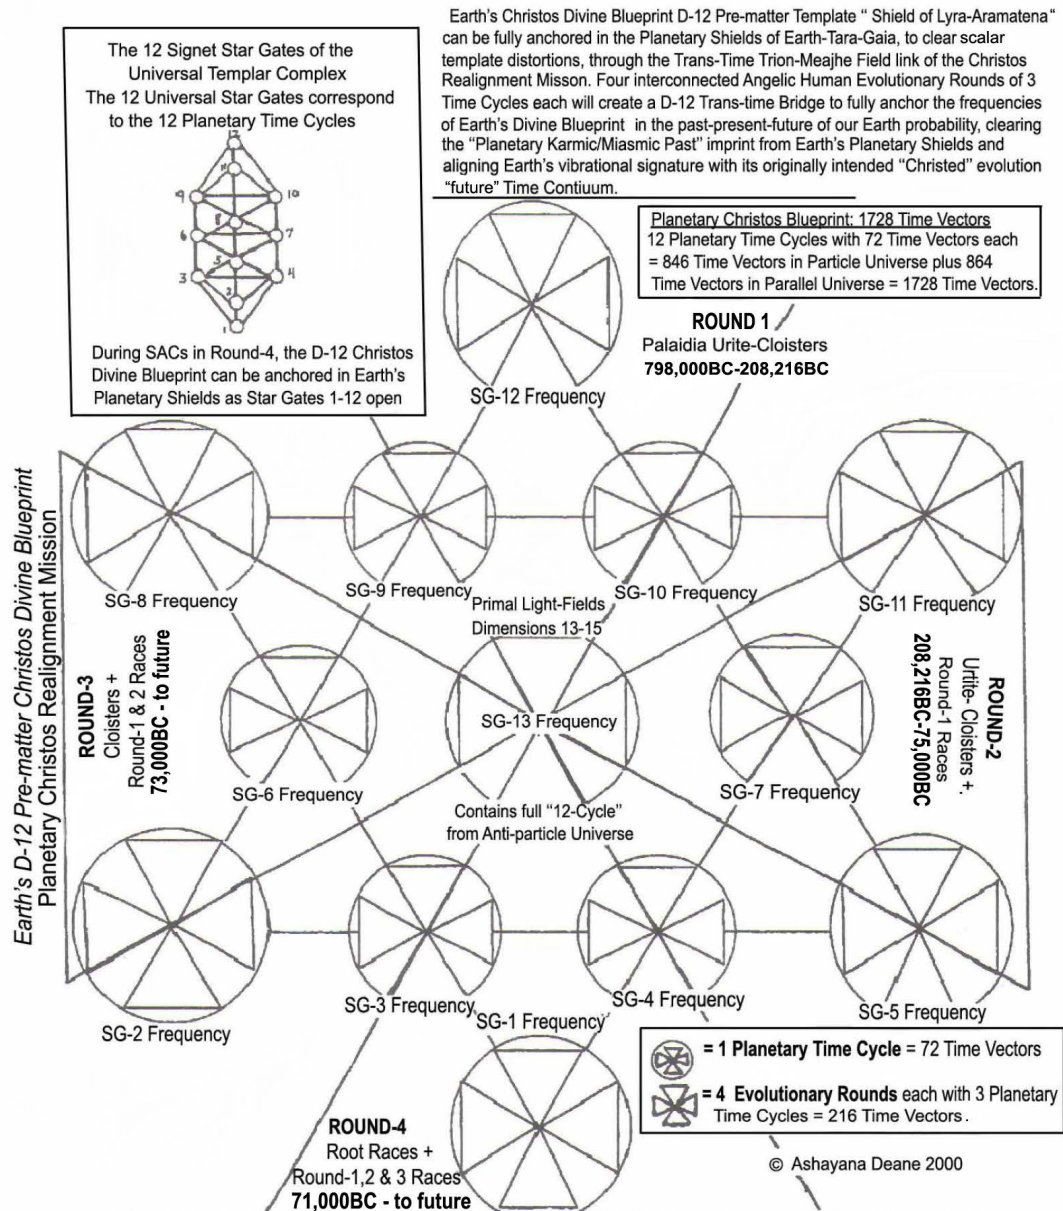 The 12 Signet Star Gates of the
Universal Templar Complex
The 12 Universal Star Gates correspond
to the 12 Planetary Time Cycles
12
11
9
10
8
6
7
5
3
4
2
1
During SACs in Round-4, the D-12 Christos
Divine Blueprint can be anchored in Earth's
Planetary Shields as Star Gates 1-12 open
Earth's Christos Divine Blueprint D-12 Pre-matter Template " Shield of Lyra-Aramatena"
can be fully anchored in the Planetary Shields of Earth-Tara-Gaia, to clear scalar
template distortions, through the Trans-Time Trion-Meajhe Field link of the Christos
Realignment Misson. Four interconnected Angelic Human Evolutionary Rounds of 3
Time Cycles each will create a D-12 Trans-time Bridge to fully anchor the frequencies
of Earth's Divine Blueprint in the past-present-future of our Earth probability, clearing
the "Planetary Karmic/Miasmic Past" imprint from Earth's Planetary Shields and
aligning Earth's vibrational signature with its originally intended "Christed" evolution
"future" Time Contiuum.
Planetary Christos Blueprint: 1728 Time Vectors
12 Planetary Time Cycles with 72 Time Vectors each
= 846 Time Vectors in Particle Universe plus 864
Time Vectors in Parallel Universe = 1728 Time Vectors.
ROUND 1
Palaidia Urite-Cloisters
798,000BC-208,216BC
SG-12 Frequency
Earth's D-12 Pre-matter Christos Divine Blueprint
Planetary Christos Realignment Mission
SG-8 Frequency
SG-9 Frequency
SG-10 Frequency
SG-11 Frequency
Primal Light-Fields
Dimensions 13-15
SG-13 Frequency
Contains full "12-Cycle"
from Anti-particle Universe
ROUND-3
Cloisters +
Round-1 & 2 Races
73,000BC - to future
ROUND-2
Urtite- Cloisters +.
Round-1 Races
208,216BC-75,000BC
SG-6 Frequency
SG-7 Frequency
SG-2 Frequency
SG-3 Frequency
SG-4 Frequency
SG-5 Frequency
SG-1 Frequency
= 1 Planetary Time Cycle = 72 Time Vectors
= 4 Evolutionary Rounds each with 3 Planetary
Time Cycles = 216 Time Vectors .
ROUND-4
Root Races +
Round-1,2 & 3 Races
71,000BC - to future
© Ashayana Deane 2000